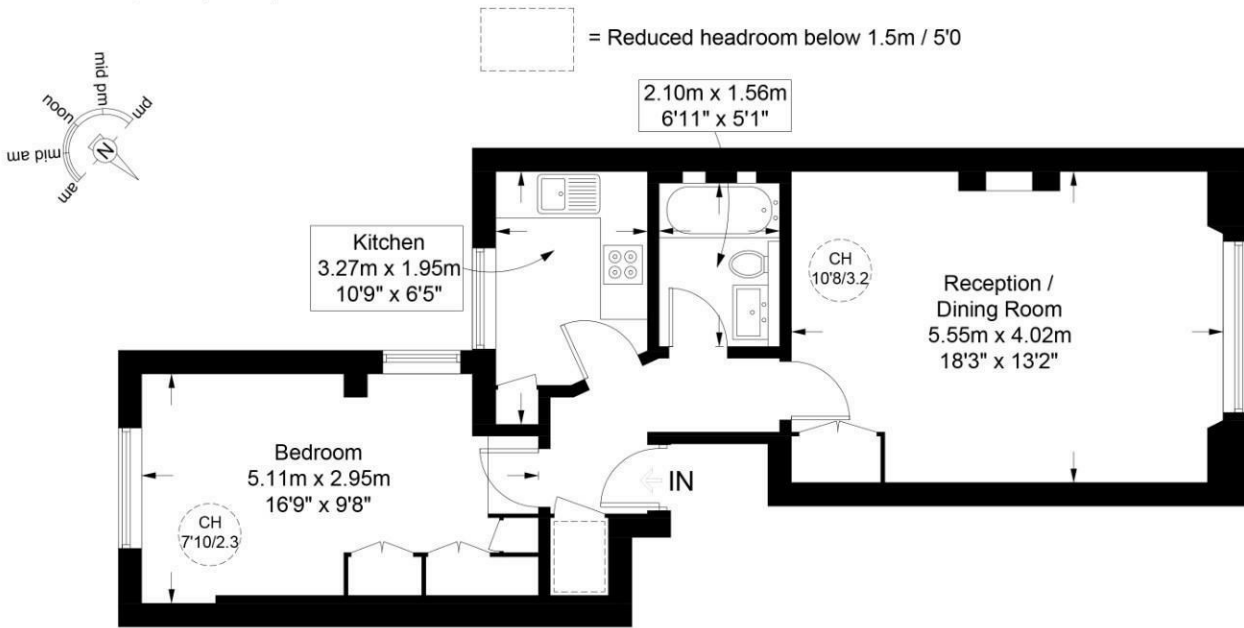 = Reduced headroom below 1.5m / 5'0
mid pm
noon
pm
mid am
am
N
2.10m x 1.56m
6'11" x 5'1"
Kitchen
3.27m x 1.95m
10'9" x 6'5"
CH
10'8/3.2
Reception /
Dining Room
5.55m x 4.02m
18'3" x 13'2"
Bedroom
5.11m x 2.95m
16'9" x 9'8"
IN
CH
7'10/2.3